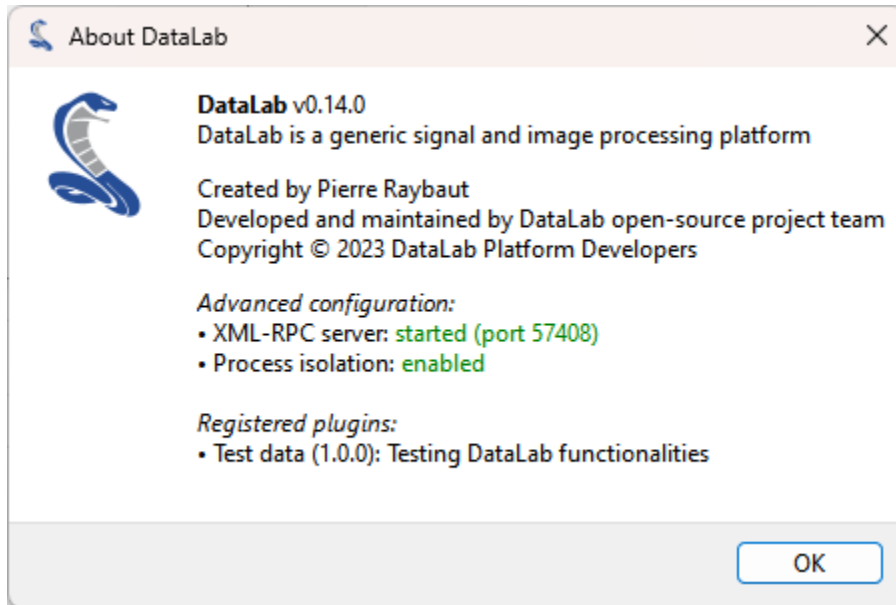 About DataLab
DataLab v0.14.0
DataLab is a generic signal and image processing platform
Created by Pierre Raybaut
Developed and maintained by DataLab open-source project team
Copyright © 2023 DataLab Platform Developers
Advanced configuration:
• XML-RPC server: started (port 57408)
• Process isolation: enabled
Registered plugins:
• Test data (1.0.0): Testing DataLab functionalities
OK